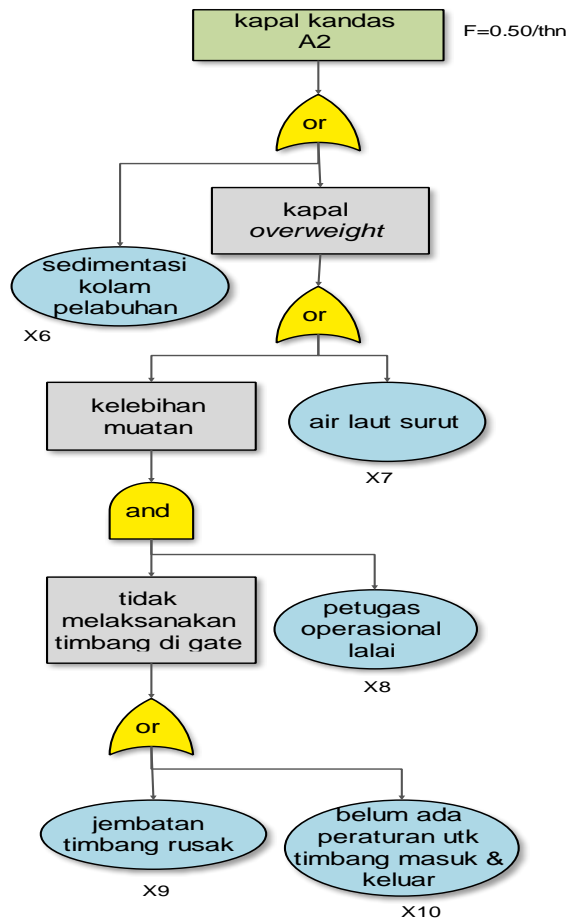 kapal kandas
A2
F=0.50/thn
or
kapal
overweight
sedimentasi
kolam
pelabuhan
X6
or
kelebihan
muatan
air laut surut
X7
and
tidak
melaksanakan
timbang di gate
petugas
operasional
lalai
X8
or
jembatan
timbang rusak
X9
belum ada
peraturan utk
timbang masuk &
keluar
X10